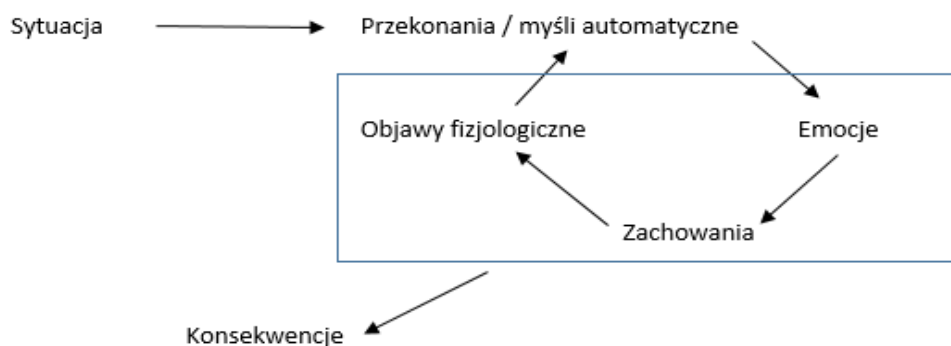 Sytuacja Przekonania / myśli automatyczne
Objawy fizjologiczne Emocje
Zachowania
Konsekwencje